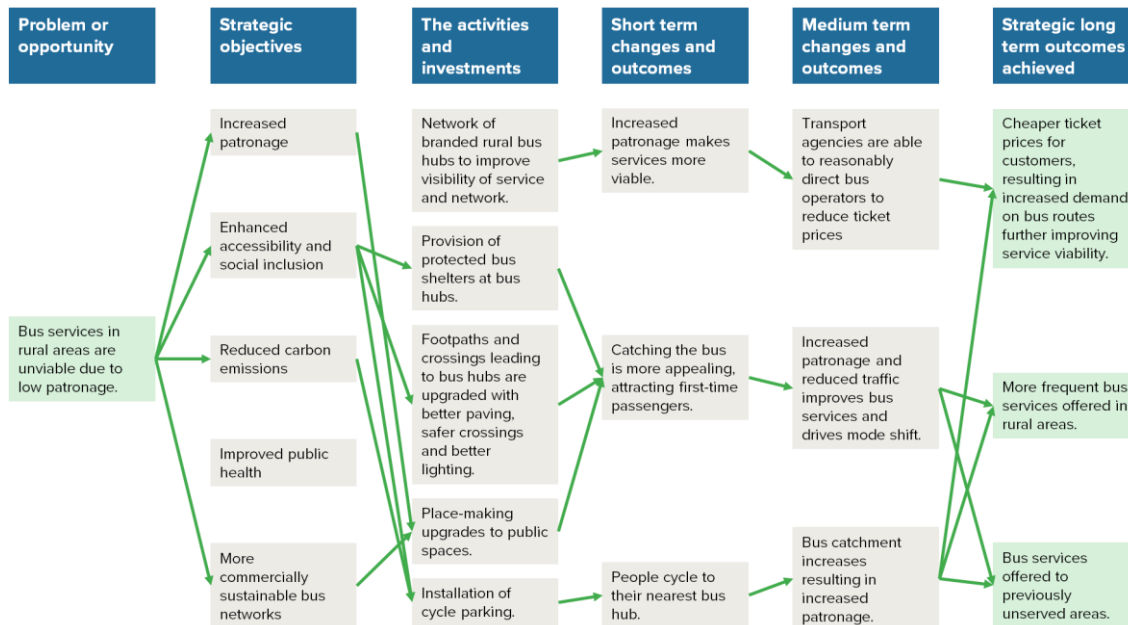 Problem or
opportunity
Strategic
objectives
The activities
and
investments
Short term
changes and
outcomes
Medium term
changes and
outcomes
Strategic long
term outcomes
achieved
Bus services in
rural areas are
unviable due to
low patronage.
Increased
patronage
Enhanced
accessibility and
social inclusion
Reduced carbon
emissions
Improved public
health
More
commercially
sustainable bus
networks
Network of
branded rural bus
hubs to improve
visibility of service
and network.
Provision of
protected bus
shelters at bus
hubs.
Footpaths and
crossings leading
to bus hubs are
upgraded with
better paving,
safer crossings
and better
lighting.
Place-making
upgrades to public
spaces.
Installation of
cycle parking.
Increased
patronage makes
services more
viable.
Catching the bus
is more appealing,
attracting first-time
passengers.
People cycle to
their nearest bus
hub.
Transport
agencies are able
to reasonably
direct bus
operators to
reduce ticket
prices
Increased
patronage and
reduced traffic
improves bus
services and
drives mode shift.
Bus catchment
increases
resulting in
increased
patronage.
Cheaper ticket
prices for
customers,
resulting in
increased demand
on bus routes
further improving
service viability.
More frequent bus
services offered in
rural areas.
Bus services
offered to
previously
unserved areas.